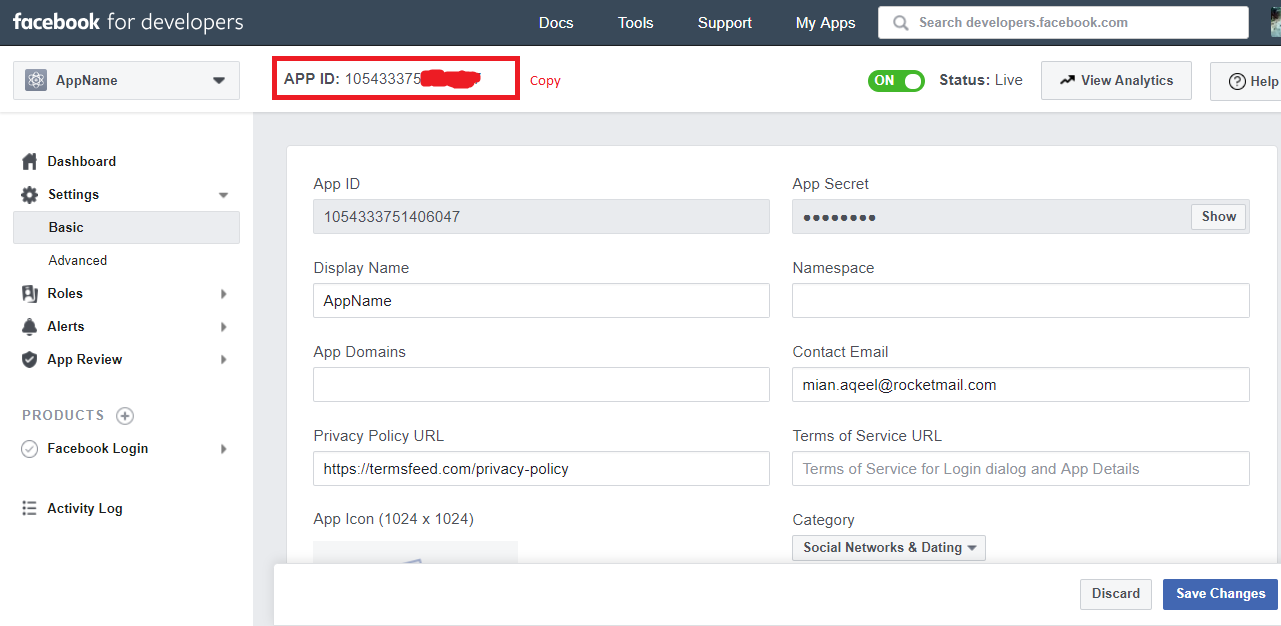 facebook for developers Docs Tools Support My Apps Search developers.facebook.com
AppName APP ID: 105433375 Copy ON Status: Live View Analytics Help
Dashboard
Settings
Basic
Advanced
Roles
Alerts
App Review
PRODUCTS
Facebook Login
Activity Log
App ID App Secret
1054333751406047 Show
Display Name Namespace
AppName
App Domains Contact Email
mian.aqeel@rocketmail.com
Privacy Policy URL Terms of Service URL
https://termsfeed.com/privacy-policy Terms of Service for Login dialog and App Details
App Icon (1024 x 1024) Category
Social Networks & Dating
Discard Save Changes